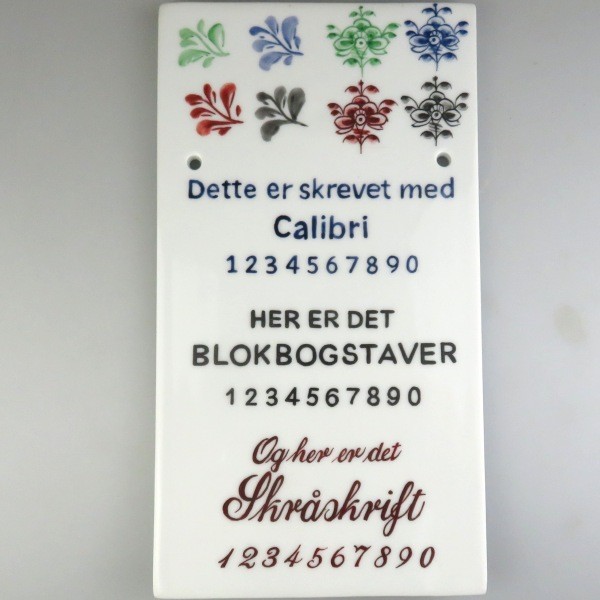 Dette er skrevet med
Calibri
1234567890
HER ER DET
BLOKBOGSTAVER
1234567890
Og her er det
Skråskrift
1234567890